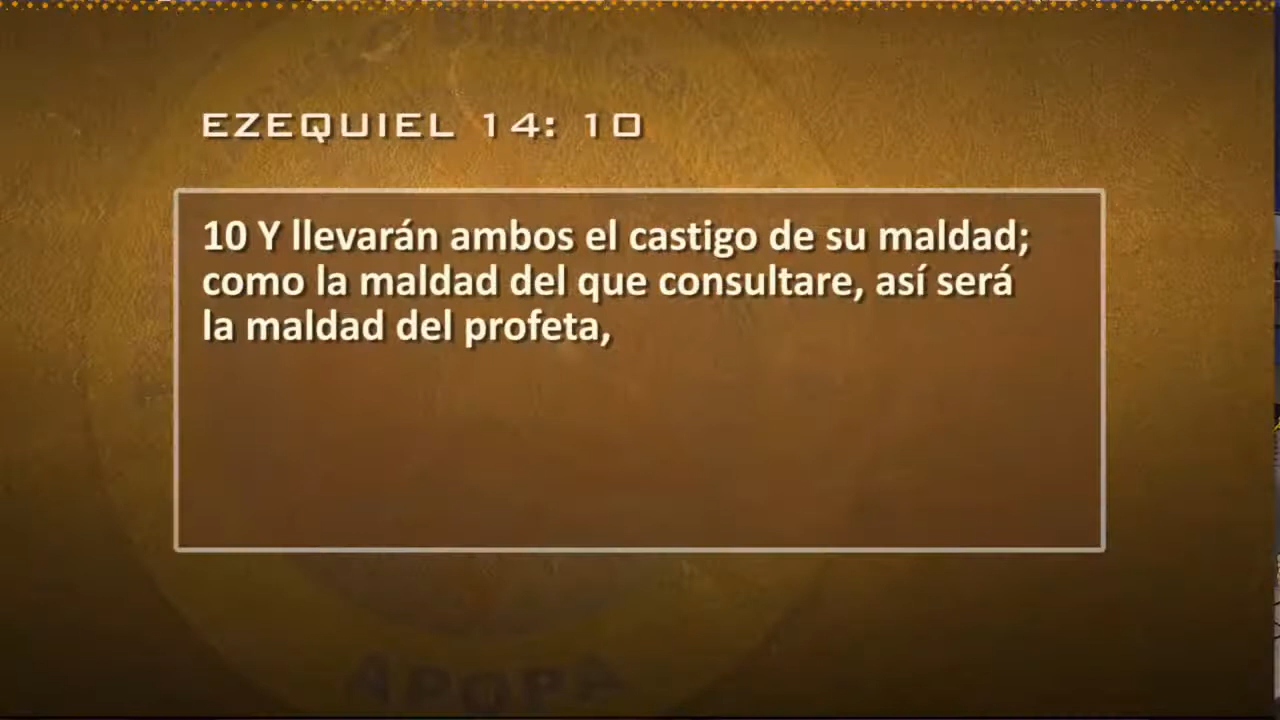 EZEQUIEL 14: 10
10 Y llevarán ambos el castigo de su maldad;
como la maldad del que consultare, así será
la maldad del profeta,
APOPA